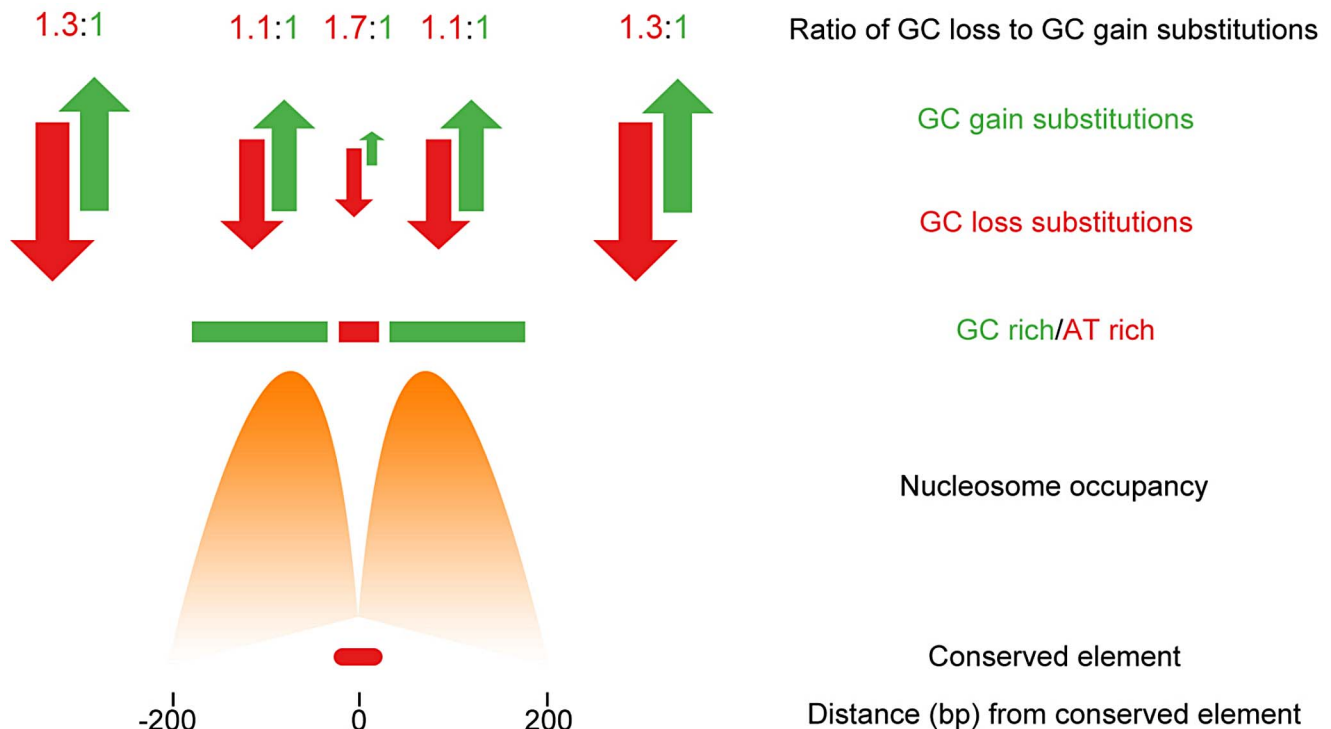 1.3:1 1.1:1 1.7:1 1.1:1 1.3:1 Ratio of GC loss to GC gain substitutions
GC gain substitutions
GC loss substitutions
GC rich/AT rich
Nucleosome occupancy
Conserved element
-200 0 200 Distance (bp) from conserved element